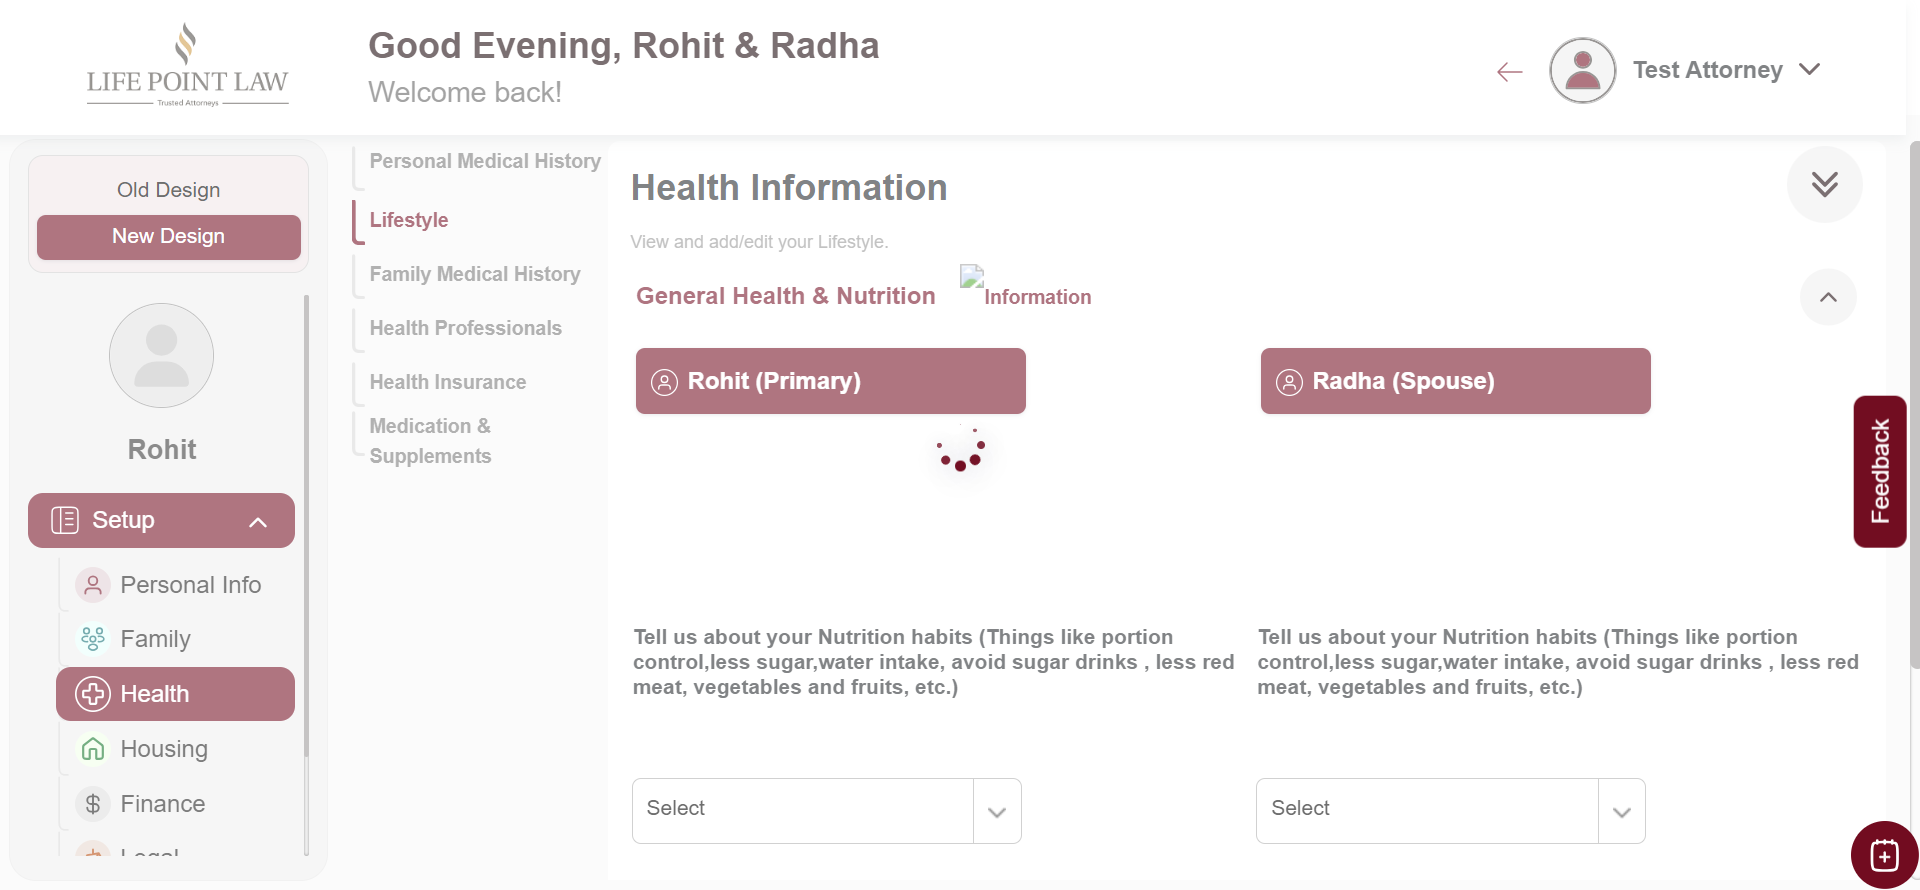 LIFE POINT LAW
Trusted Attorneys
Good Evening, Rohit & Radha
Welcome back!
Test Attorney
Old Design
New Design
Rohit
Setup
Personal Info
Family
Health
Housing
Finance
Legal
Personal Medical History
Lifestyle
Family Medical History
Health Professionals
Health Insurance
Medication &
Supplements
Health Information
View and add/edit your Lifestyle.
General Health & Nutrition
Information
Rohit (Primary)
Radha (Spouse)
Tell us about your Nutrition habits (Things like portion
control,less sugar,water intake, avoid sugar drinks , less red
meat, vegetables and fruits, etc.)
Select
Tell us about your Nutrition habits (Things like portion
control,less sugar,water intake, avoid sugar drinks , less red
meat, vegetables and fruits, etc.)
Select
Feedback